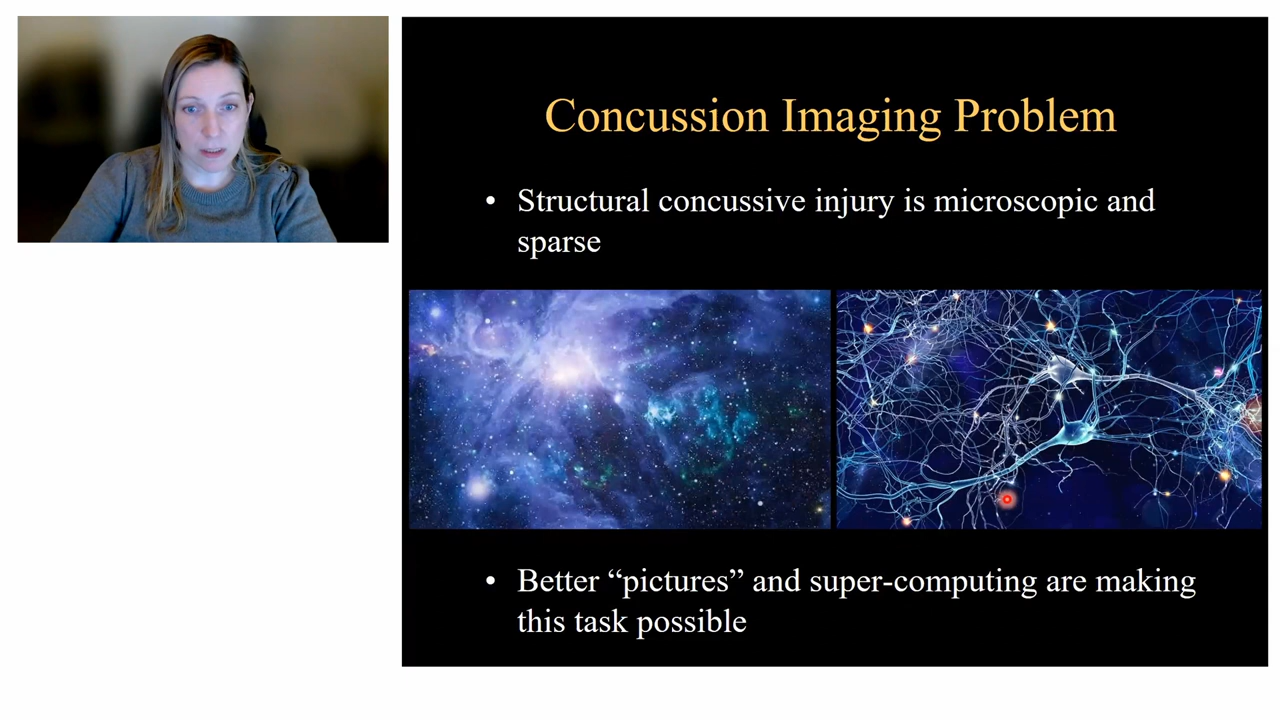 Concussion Imaging Problem
• Structural concussive injury is microscopic and
sparse
• Better “pictures” and super-computing are making
this task possible